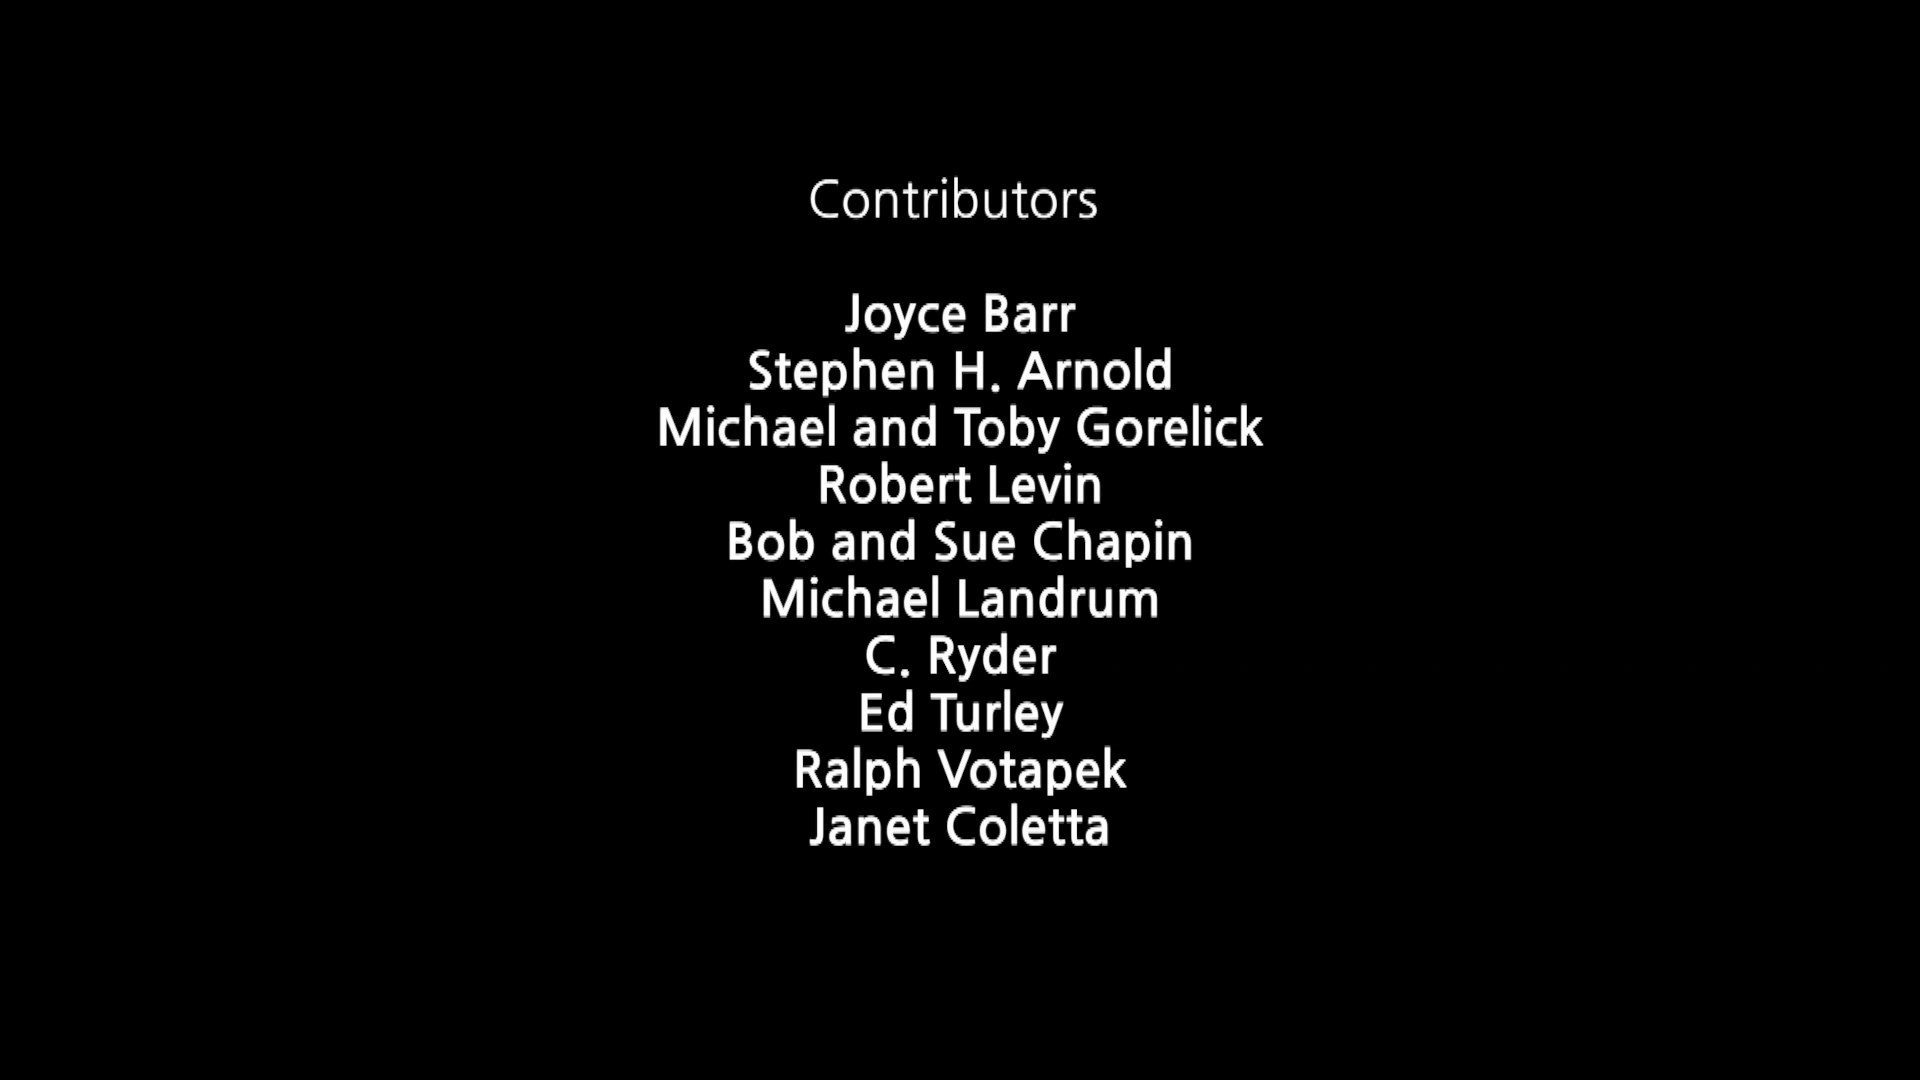 Contributors
Joyce Barr
Stephen H. Arnold
Michael and Toby Gorelick
Robert Levin
Bob and Sue Chapin
Michael Landrum
C. Ryder
Ed Turley
Ralph Votapek
Janet Coletta